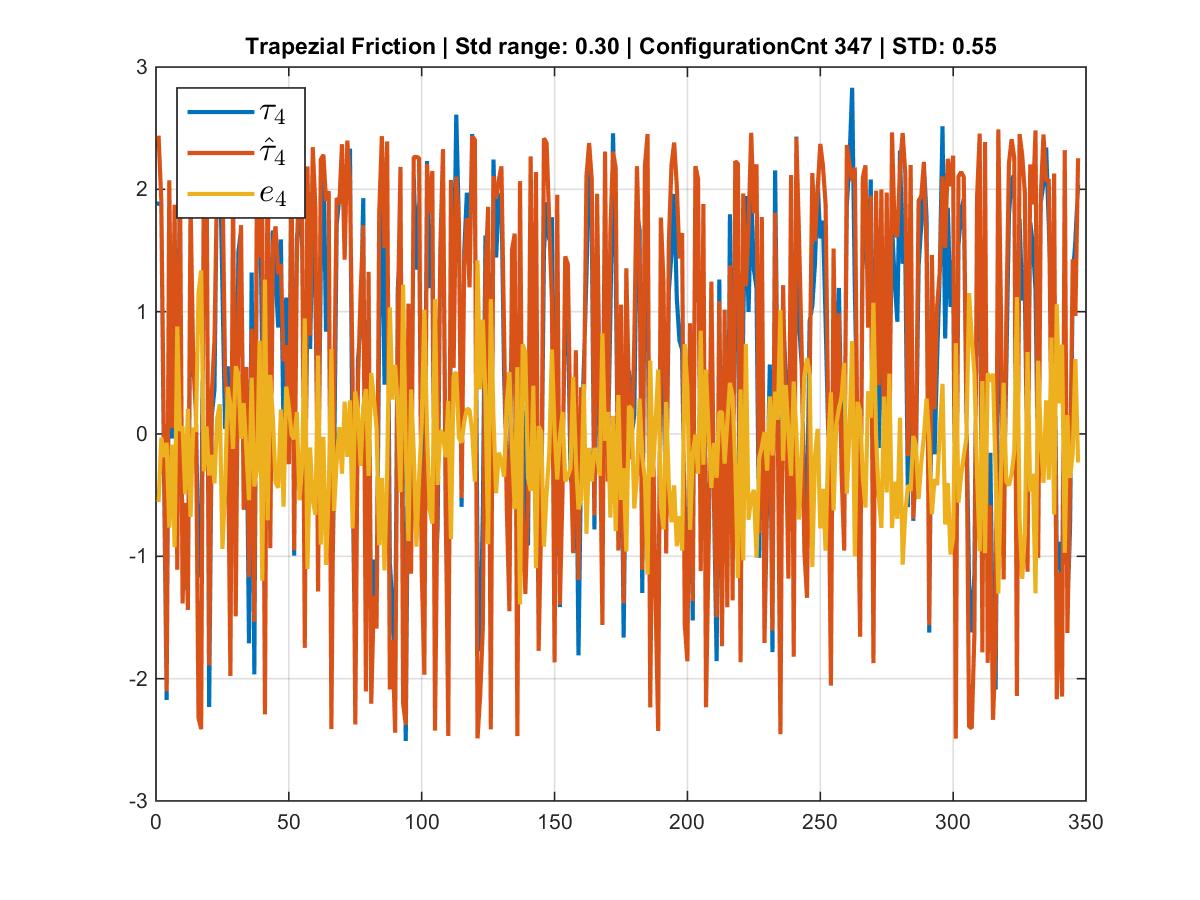 Trapezial Friction | Std range: 0.30 | ConfigurationCnt 347 | STD: 0.55
3
τ₄
τ̂₄
e₄
2
1
0
-1
-2
-3
0 50 100 150 200 250 300 350